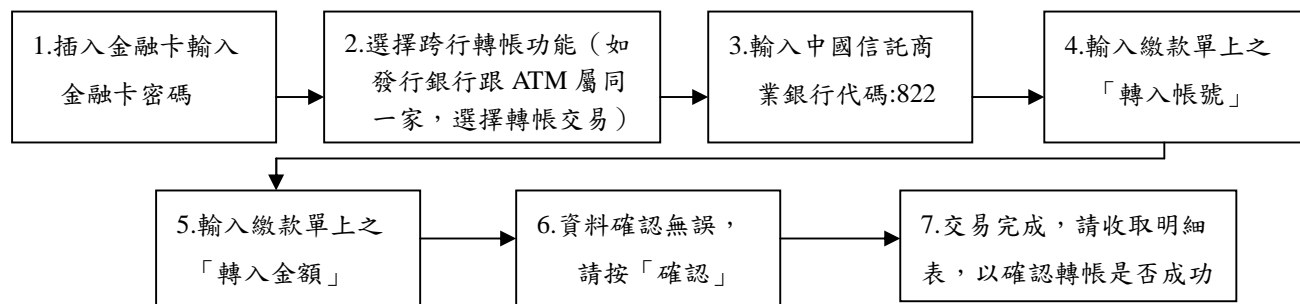 1.插入金融卡輸入
金融卡密碼
2.選擇跨行轉帳功能（如
發行銀行跟 ATM 屬同
一家，選擇轉帳交易）
3.輸入中國信託商
業銀行代碼:822
4.輸入繳款單上之
「轉入帳號」
5.輸入繳款單上之
「轉入金額」
6.資料確認無誤，
請按「確認」
7.交易完成，請收取明細
表，以確認轉帳是否成功